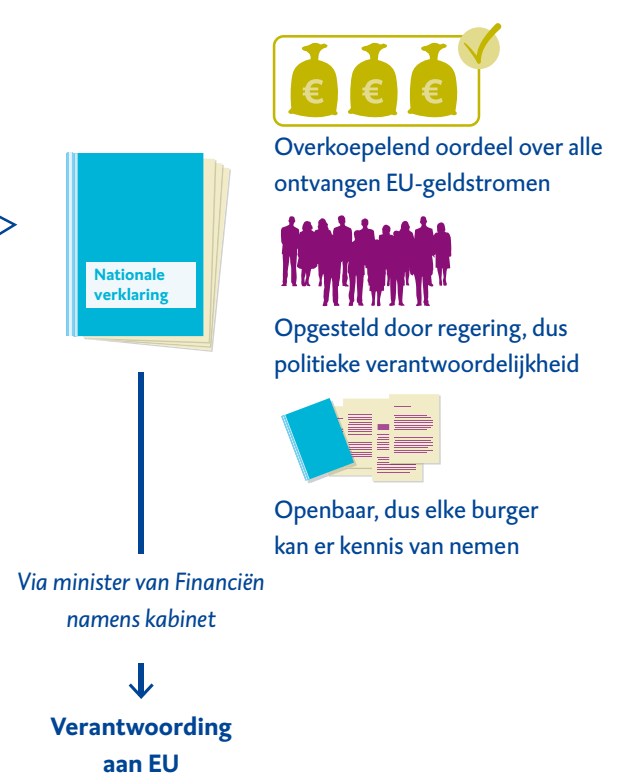 € € €
Overkoepelend oordeel over alle
ontvangen EU-geldstromen
Nationale
verklaring
Opgesteld door regering, dus
politieke verantwoordelijkheid
Openbaar, dus elke burger
kan er kennis van nemen
Via minister van Financiën
namens kabinet
Verantwoording
aan EU